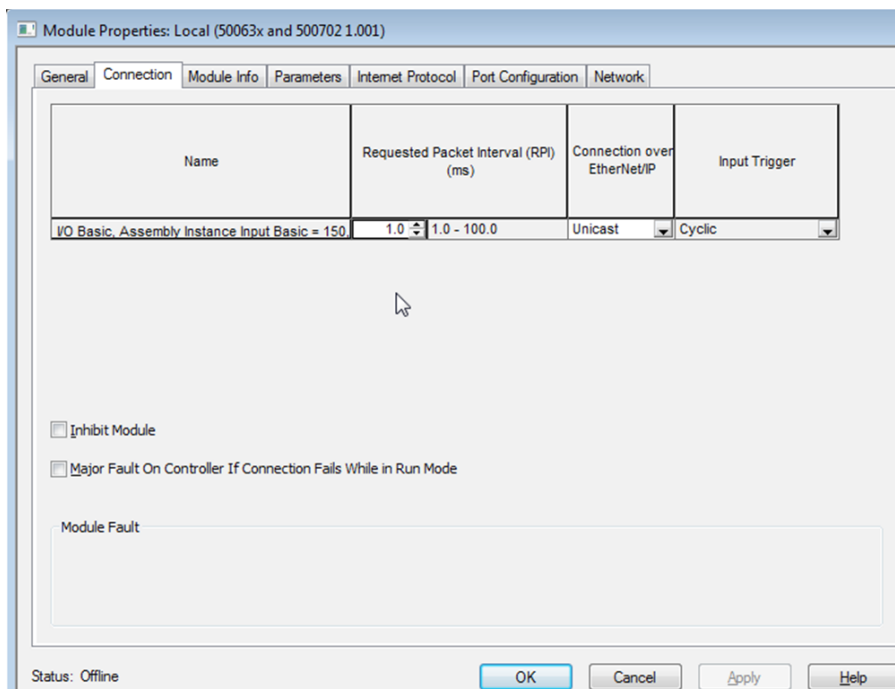 Module Properties: Local (50063x and 500702 1.001)
General Connection Module Info Parameters Internet Protocol Port Configuration Network
Name
Requested Packet Interval (RPI)
(ms)
Connection over
EtherNet/IP
Input Trigger
I/O Basic, Assembly Instance Input Basic = 150, 1.0 1.0 - 100.0 Unicast Cyclic
Inhibit Module
Major Fault On Controller If Connection Fails While in Run Mode
Module Fault
Status: Offline
OK Cancel Apply Help